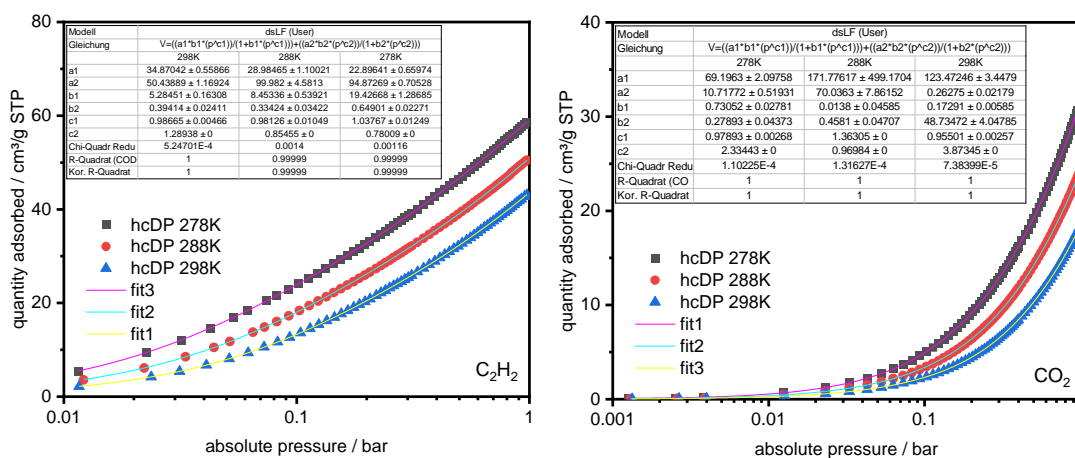 80
60
40
20
0
0.01
0.1
1
quantity adsorbed / cm³/g STP
absolute pressure / bar
Modell dsLF (User)
Gleichung V=((a1*b1*(p^c1))/(1+b1*(p^c1)))+((a2*b2*(p^c2))/(1+b2*(p^c2)))
298K 288K 278K
a1 34.87042 ± 0.55866 28.98465 ± 1.10021 22.89641 ± 0.65974
a2 50.43889 ± 1.16924 99.982 ± 4.5813 94.87269 ± 0.70528
b1 5.28451 ± 0.16308 8.45336 ± 0.53921 19.42668 ± 1.28685
b2 0.39414 ± 0.02411 0.33424 ± 0.03422 0.64901 ± 0.02271
c1 0.98665 ± 0.00466 0.98126 ± 0.01049 1.03767 ± 0.01249
c2 1.28938 ± 0 0.85455 ± 0 0.78009 ± 0
Chi-Quadr Redu 5.24701E-4 0.0014 0.00116
R-Quadrat (COD 1 0.99999 0.99999
Kor. R-Quadrat 1 0.99999 0.99999
hcDP 278K
hcDP 288K
hcDP 298K
fit3
fit2
fit1
C₂H₂
40
30
20
10
0
0.001
0.01
0.1
quantity adsorbed / cm³/g STP
absolute pressure / bar
Modell dsLF (User)
Gleichung V=((a1*b1*(p^c1))/(1+b1*(p^c1)))+((a2*b2*(p^c2))/(1+b2*(p^c2)))
278K 288K 298K
a1 69.1963 ± 2.09758 171.77617 ± 499.1704 123.47246 ± 3.4479
a2 10.71772 ± 0.51931 70.0363 ± 7.86152 0.26275 ± 0.02179
b1 0.73052 ± 0.02781 0.0138 ± 0.04585 0.17291 ± 0.00585
b2 0.27893 ± 0.04373 0.4581 ± 0.04707 48.73472 ± 4.04785
c1 0.97893 ± 0.00268 1.36305 ± 0 0.95501 ± 0.00257
c2 2.33443 ± 0 0.96984 ± 0 3.87345 ± 0
Chi-Quadr Redu 1.10225E-4 1.31627E-4 7.38399E-5
R-Quadrat (CO 1 1 1
Kor. R-Quadrat 1 1 1
hcDP 278K
hcDP 288K
hcDP 298K
fit1
fit2
fit3
CO₂